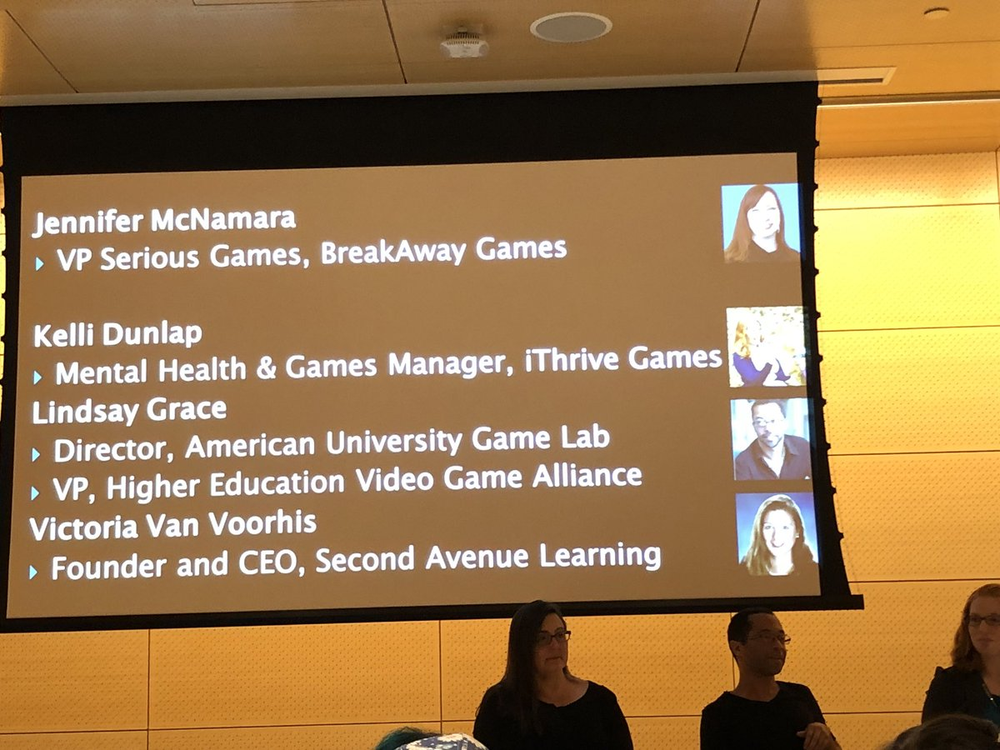 Jennifer McNamara
VP Serious Games, BreakAway Games
Kelli Dunlap
Mental Health & Games Manager, iThrive Games
Lindsay Grace
Director, American University Game Lab
VP, Higher Education Video Game Alliance
Victoria Van Voorhis
Founder and CEO, Second Avenue Learning